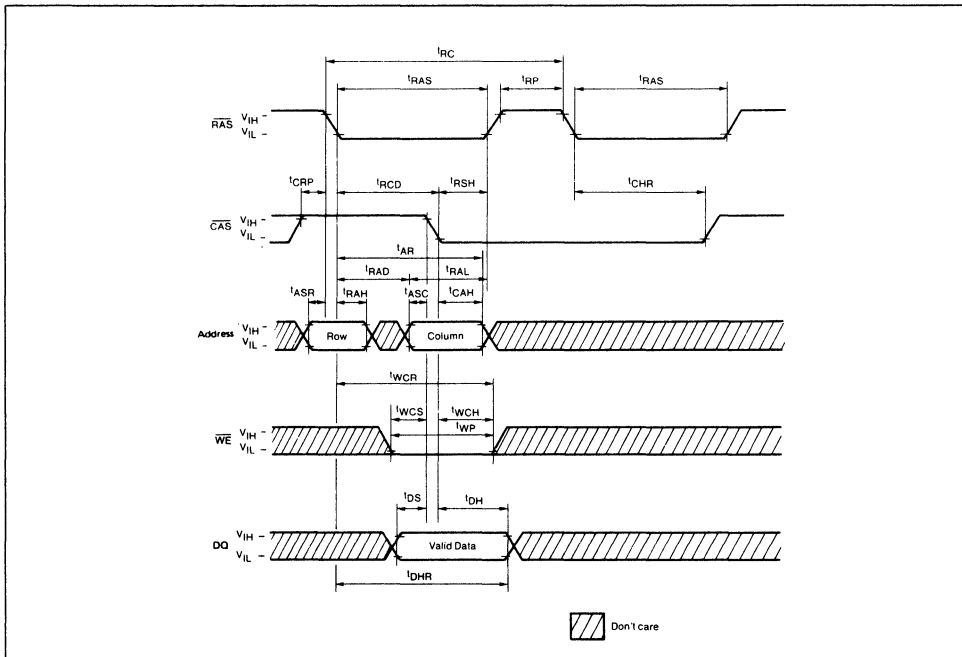 tRC
tRAS tRP tRAS
RAS VIH
VIL
tCRP tRCD tRSH tCHR
CAS VIH
VIL
tAR
tRAD tRAL
tASR tRAH tASC tCAH
Address VIH
VIL
Row Column
tWCR
tWCS tWCH
tWP
WE VIH
VIL
tDS tDH
DQ VIH
VIL
Valid Data
tDHR
Don't care